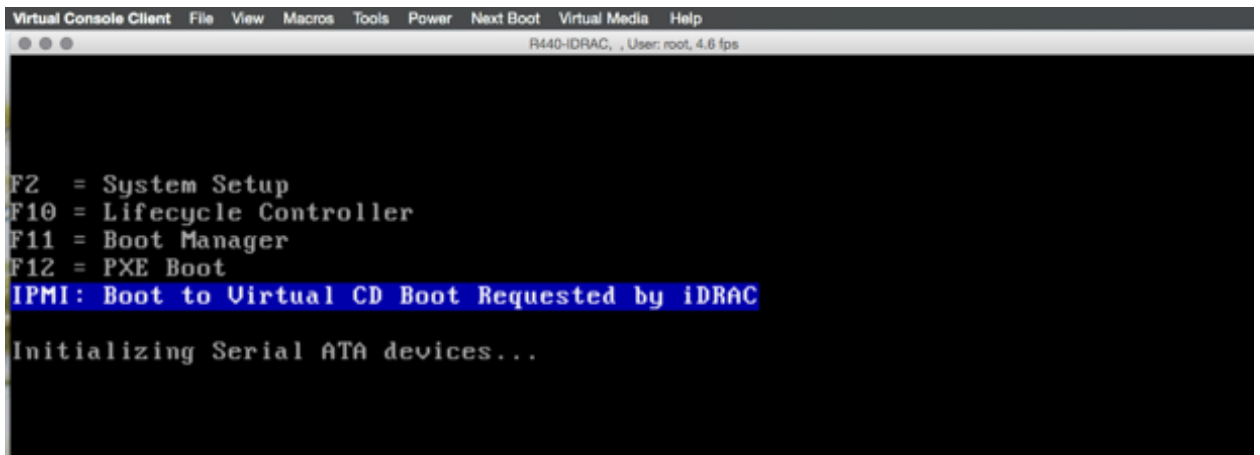 Virtual Console Client File View Macros Tools Power Next Boot Virtual Media Help
R440-IDRAC, , User: root, 4.6 fps
F2 = System Setup
F10 = Lifecycle Controller
F11 = Boot Manager
F12 = PXE Boot
IPMI: Boot to Virtual CD Boot Requested by iDRAC
Initializing Serial ATA devices...